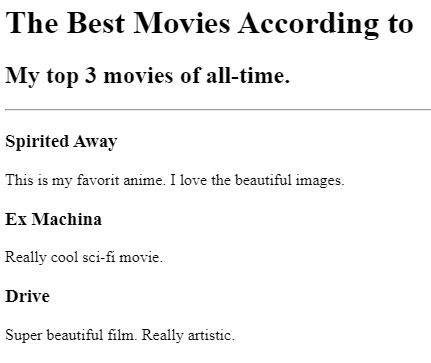 The Best Movies According to
My top 3 movies of all-time.
Spirited Away
This is my favorit anime. I love the beautiful images.
Ex Machina
Really cool sci-fi movie.
Drive
Super beautiful film. Really artistic.